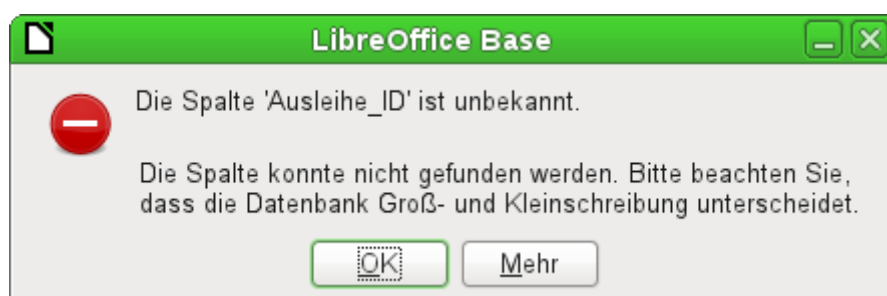 LibreOffice Base
Die Spalte 'Ausleihe_ID' ist unbekannt.
Die Spalte konnte nicht gefunden werden. Bitte beachten Sie,
dass die Datenbank Groß- und Kleinschreibung unterscheidet.
OK Mehr